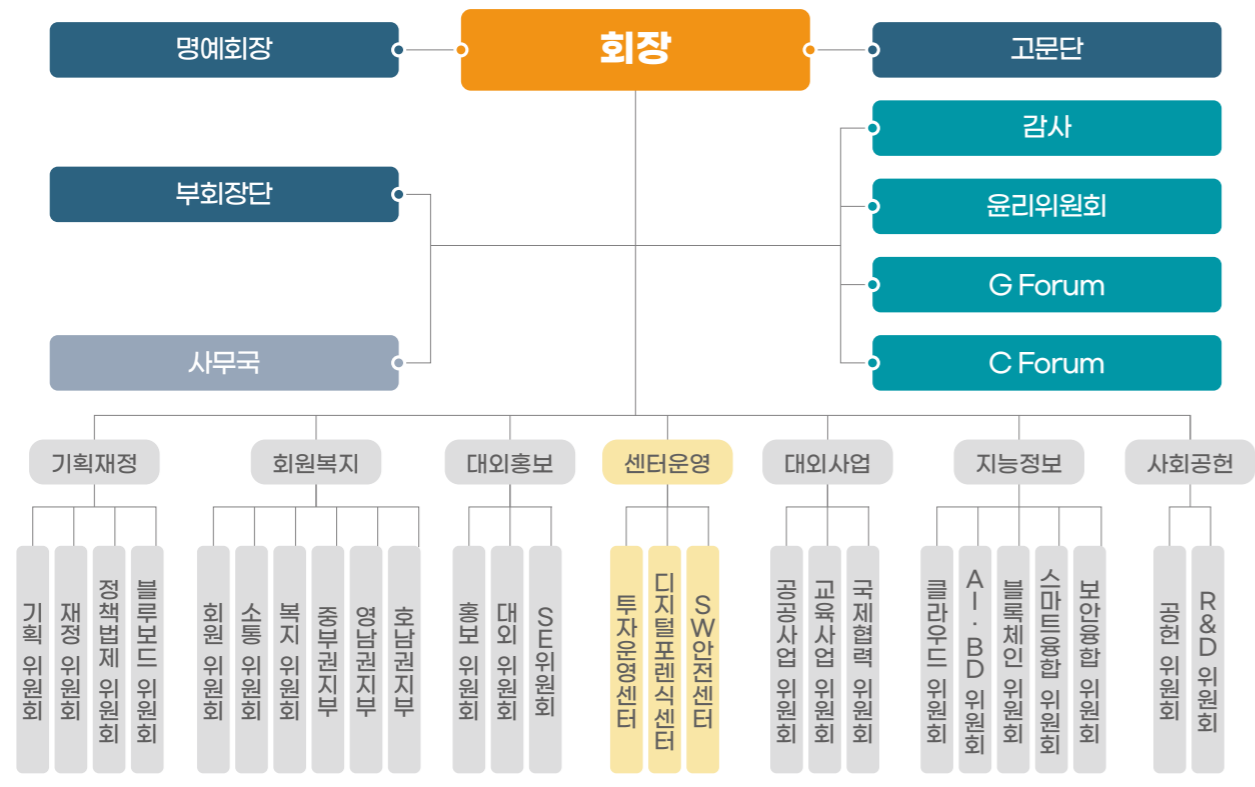 명예회장
회장
고문단
감사
부회장단
윤리위원회
G Forum
사무국
C Forum
기획재정
회원복지
대외홍보
센터운영
대외사업
지능정보
사회공헌
기획 위원회
재정 위원회
정책법제 위원회
블루보드 위원회
회원 위원회
소통 위원회
복지 위원회
중부권지부
영남권지부
호남권지부
홍보 위원회
대외 위원회
SE위원회
투자운영센터
디지털포렌식센터
SW안전센터
공공사업 위원회
교육사업 위원회
국제협력 위원회
클라우드 위원회
AI·BD 위원회
블록체인 위원회
스마트융합 위원회
보안융합 위원회
공헌 위원회
R&D 위원회